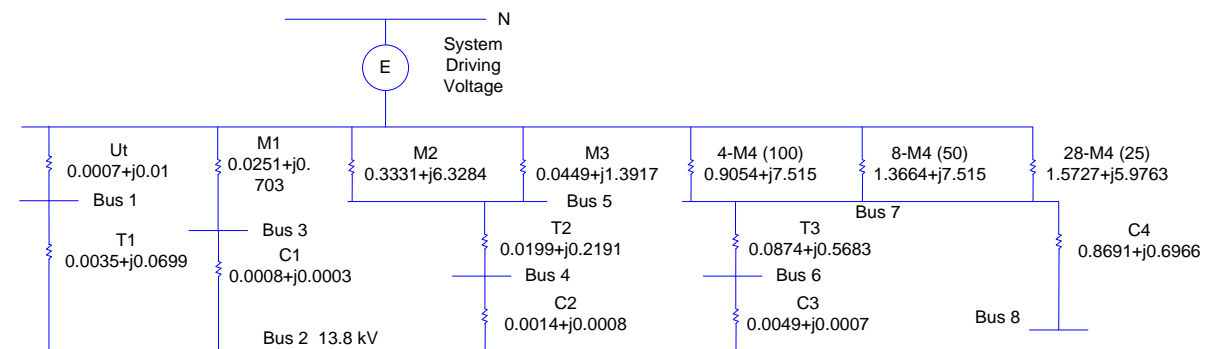 N
System
Driving
Voltage
E
Ut
0.0007+j0.01
M1
0.0251+j0.
703
M2
0.3331+j6.3284
M3
0.0449+j1.3917
4-M4 (100)
0.9054+j7.515
8-M4 (50)
1.3664+j7.515
28-M4 (25)
1.5727+j5.9763
Bus 1
Bus 5
Bus 7
Bus 3
T1
0.0035+j0.0699
C1
0.0008+j0.0003
T2
0.0199+j0.2191
T3
0.0874+j0.5683
C4
0.8691+j0.6966
Bus 4
Bus 6
C2
0.0014+j0.0008
C3
0.0049+j0.0007
Bus 8
Bus 2 13.8 kV